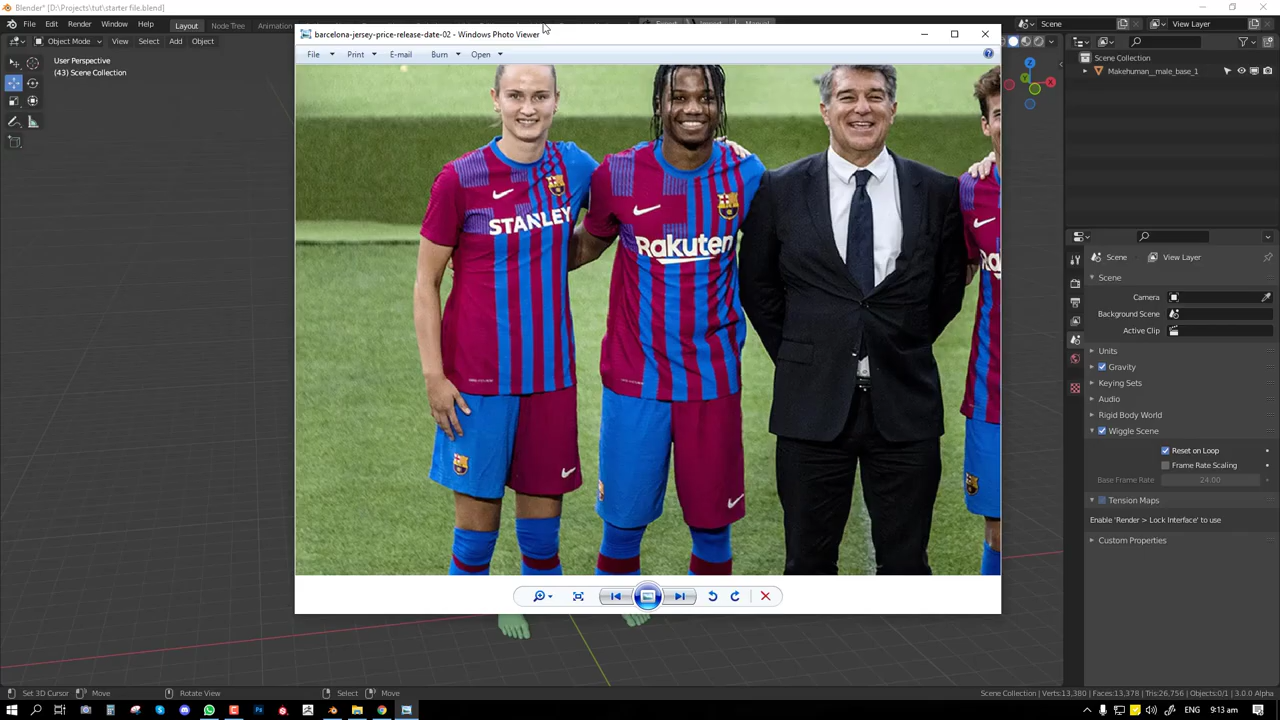 Blender* [D:\Projects\tut\starter file.blend]
File Edit Render Window Help Layout Node Tree Animation
Scene View Layer
barcelona-jersey-price-release-date-02 - Windows Photo Viewer
Object Mode View Select Add Object
File Print E-mail Burn Open
User Perspective
(43) Scene Collection
Scene Collection
Makehuman_male_base_1
Z
Y
X
STANLEY
Rakuten
Scene View Layer
Scene
Camera
Background Scene
Active Clip
Units
Gravity
Keying Sets
Audio
Rigid Body World
Wiggle Scene
Reset on Loop
Frame Rate Scaling
Base Frame Rate 24.00
Tension Maps
Enable 'Render > Lock Interface' to use
Custom Properties
Set 3D Cursor Move Rotate View Select Move
Scene Collection | Verts:13,380 | Faces:13,378 | Tris:26,756 | Objects:0/1 | 3.0.0 Alpha
ENG 9:13 am